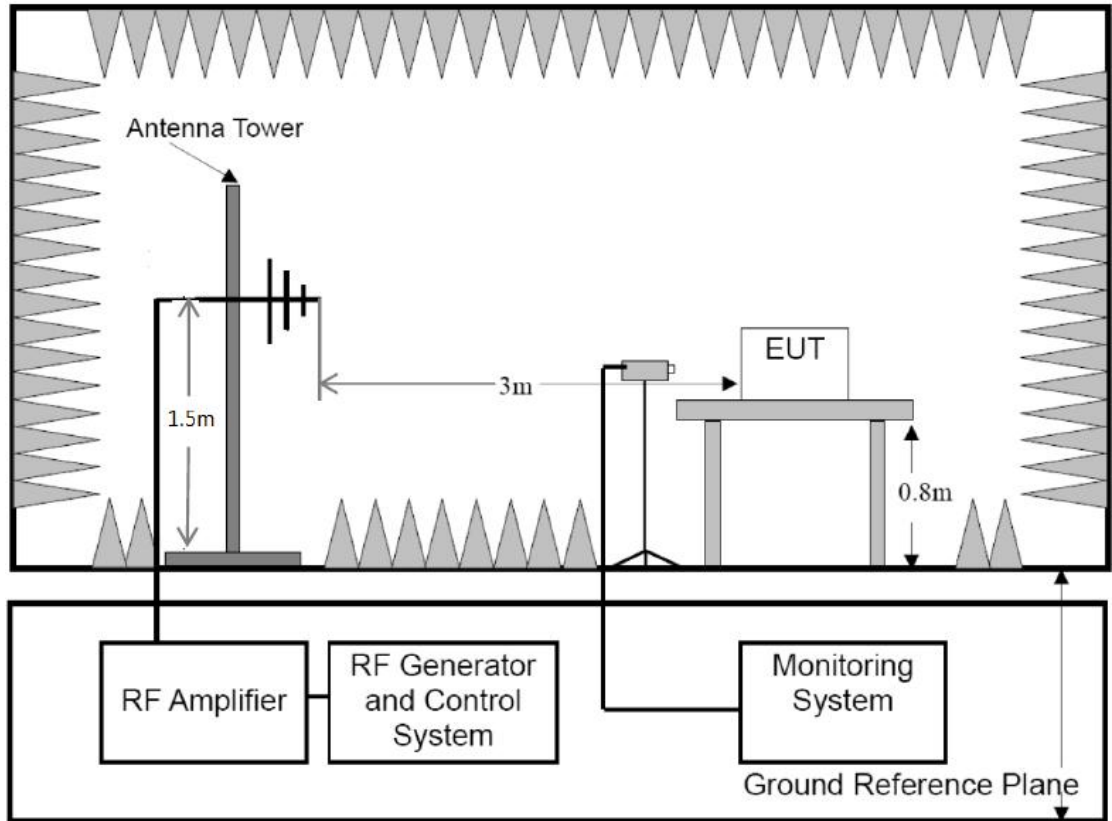 Antenna Tower
EUT
3m
1.5m
0.8m
RF Amplifier
RF Generator
and Control
System
Monitoring
System
Ground Reference Plane